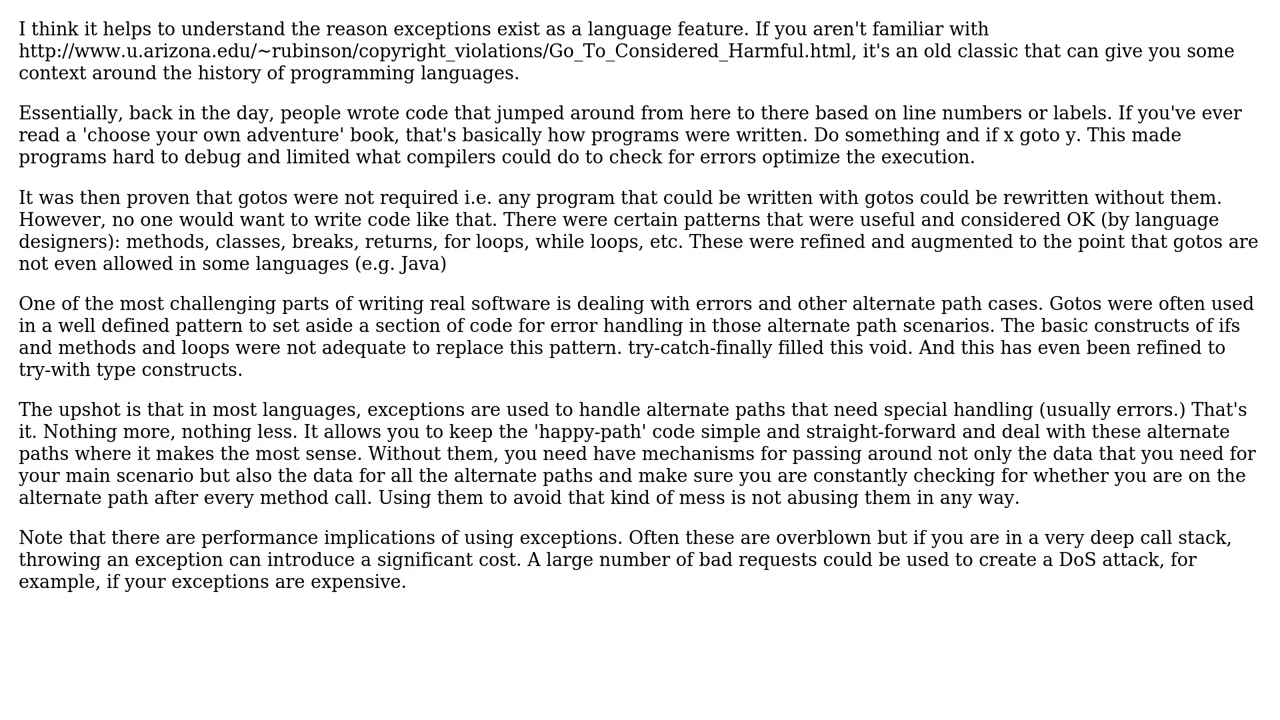 I think it helps to understand the reason exceptions exist as a language feature. If you aren't familiar with
http://www.u.arizona.edu/~rubinson/copyright_violations/Go_To_Considered_Harmful.html, it's an old classic that can give you some
context around the history of programming languages.
Essentially, back in the day, people wrote code that jumped around from here to there based on line numbers or labels. If you've ever
read a 'choose your own adventure' book, that's basically how programs were written. Do something and if x goto y. This made
programs hard to debug and limited what compilers could do to check for errors optimize the execution.
It was then proven that gotos were not required i.e. any program that could be written with gotos could be rewritten without them.
However, no one would want to write code like that. There were certain patterns that were useful and considered OK (by language
designers): methods, classes, breaks, returns, for loops, while loops, etc. These were refined and augmented to the point that gotos are
not even allowed in some languages (e.g. Java)
One of the most challenging parts of writing real software is dealing with errors and other alternate path cases. Gotos were often used
in a well defined pattern to set aside a section of code for error handling in those alternate path scenarios. The basic constructs of ifs
and methods and loops were not adequate to replace this pattern. try-catch-finally filled this void. And this has even been refined to
try-with type constructs.
The upshot is that in most languages, exceptions are used to handle alternate paths that need special handling (usually errors.) That's
it. Nothing more, nothing less. It allows you to keep the 'happy-path' code simple and straight-forward and deal with these alternate
paths where it makes the most sense. Without them, you need have mechanisms for passing around not only the data that you need for
your main scenario but also the data for all the alternate paths and make sure you are constantly checking for whether you are on the
alternate path after every method call. Using them to avoid that kind of mess is not abusing them in any way.
Note that there are performance implications of using exceptions. Often these are overblown but if you are in a very deep call stack,
throwing an exception can introduce a significant cost. A large number of bad requests could be used to create a DoS attack, for
example, if your exceptions are expensive.